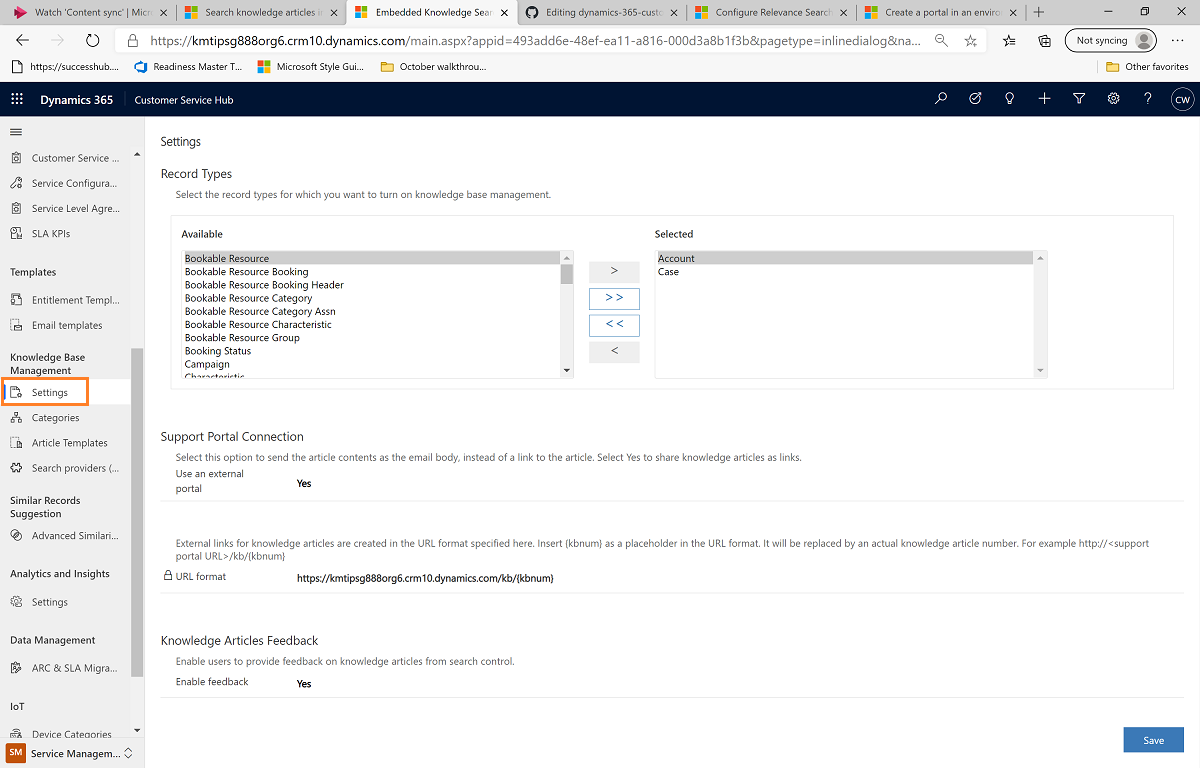 Watch 'Content sync' | Micr
Search knowledge articles i
Embedded Knowledge Sear
Editing dynamics-365-custo
Configure Relevance Search
Create a portal in an enviro
https://kmtipsg888org6.crm10.dynamics.com/main.aspx?appid=493add6e-48ef-ea11-a816-000d3a8b1f3b&pagetype=inlinedialog&na...
Not syncing
https://successhub....
Readiness Master T...
Microsoft Style Gui...
October walkthrou...
Other favorites
Dynamics 365
Customer Service Hub
CW
Customer Service ...
Service Configura...
Service Level Agre...
SLA KPIs
Templates
Entitlement Templ...
Email templates
Knowledge Base
Management
Settings
Categories
Article Templates
Search providers (...
Similar Records
Suggestion
Advanced Similari...
Analytics and Insights
Settings
Data Management
ARC & SLA Migra...
IoT
Device Categories
SM
Service Managem...
Settings
Record Types
Select the record types for which you want to turn on knowledge base management.
Available
Bookable Resource
Bookable Resource Booking
Bookable Resource Booking Header
Bookable Resource Category
Bookable Resource Category Assn
Bookable Resource Characteristic
Bookable Resource Group
Booking Status
Campaign
Characteristic
>
> >
< <
<
Selected
Account
Case
Support Portal Connection
Select this option to send the article contents as the email body, instead of a link to the article. Select Yes to share knowledge articles as links.
Use an external
portal
Yes
External links for knowledge articles are created in the URL format specified here. Insert {kbnum} as a placeholder in the URL format. It will be replaced by an actual knowledge article number. For example http://<support
portal URL>/kb/{kbnum}
URL format
https://kmtipsg888org6.crm10.dynamics.com/kb/{kbnum}
Knowledge Articles Feedback
Enable users to provide feedback on knowledge articles from search control.
Enable feedback
Yes
Save